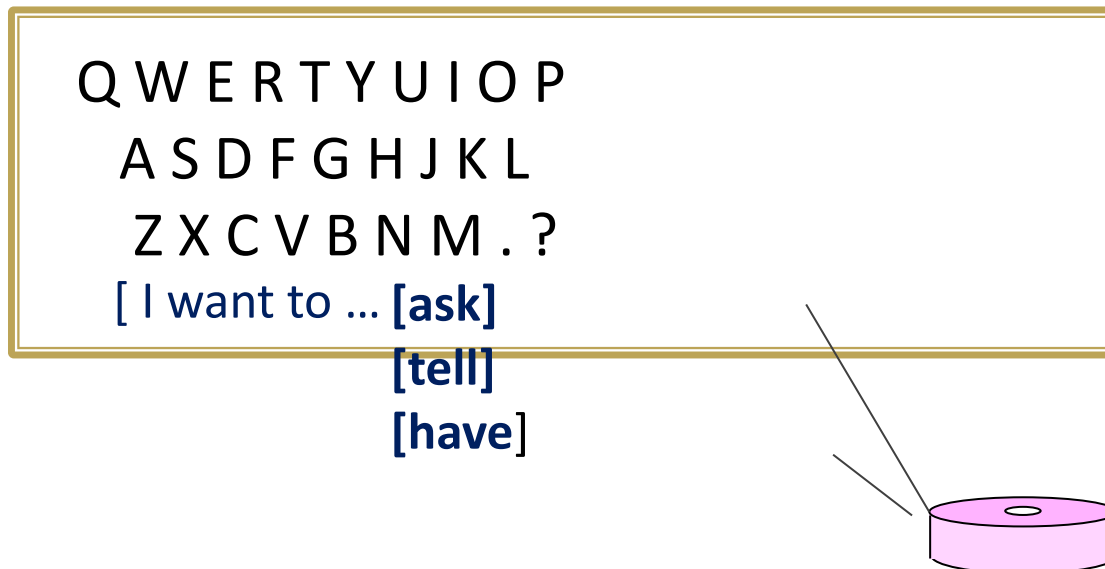 Q W E R T Y U I O P
A S D F G H J K L
Z X C V B N M . ?
[ I want to ... [ask]
[tell]
[have]